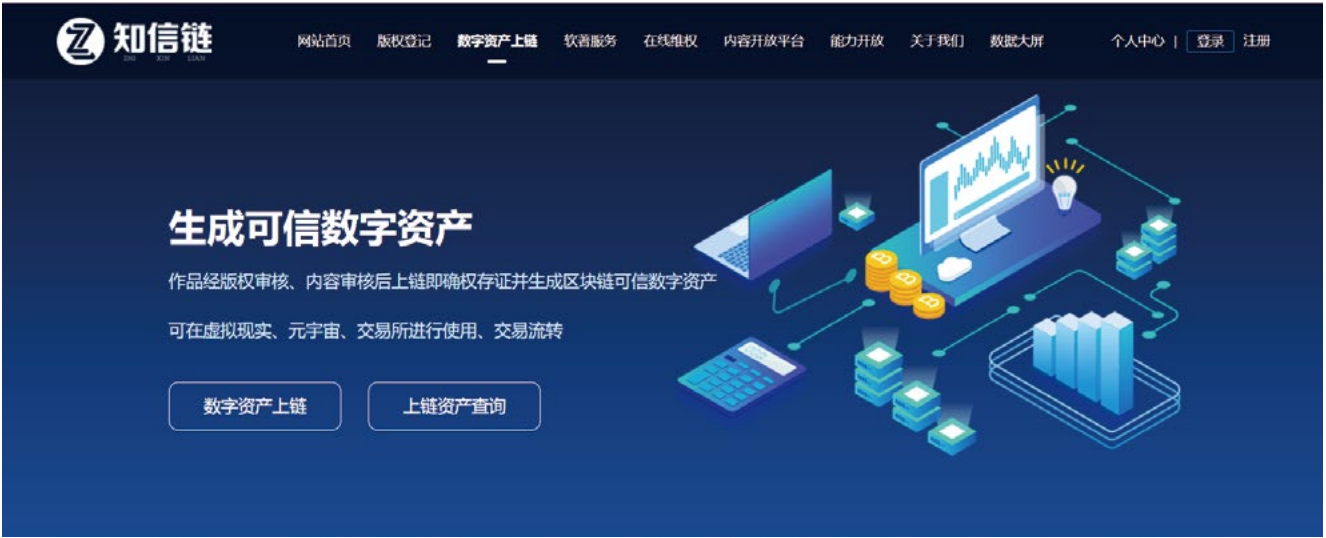 知信链
ZHI XIN LIAN
网站首页 版权登记 数字资产上链 软著服务 在线维权 内容开放平台 能力开放 关于我们 数据大屏 个人中心 | 登录 注册
生成可信数字资产
作品经版权审核、内容审核后上链即确权存证并生成区块链可信数字资产
可在虚拟现实、元宇宙、交易所进行使用、交易流转
数字资产上链 上链资产查询